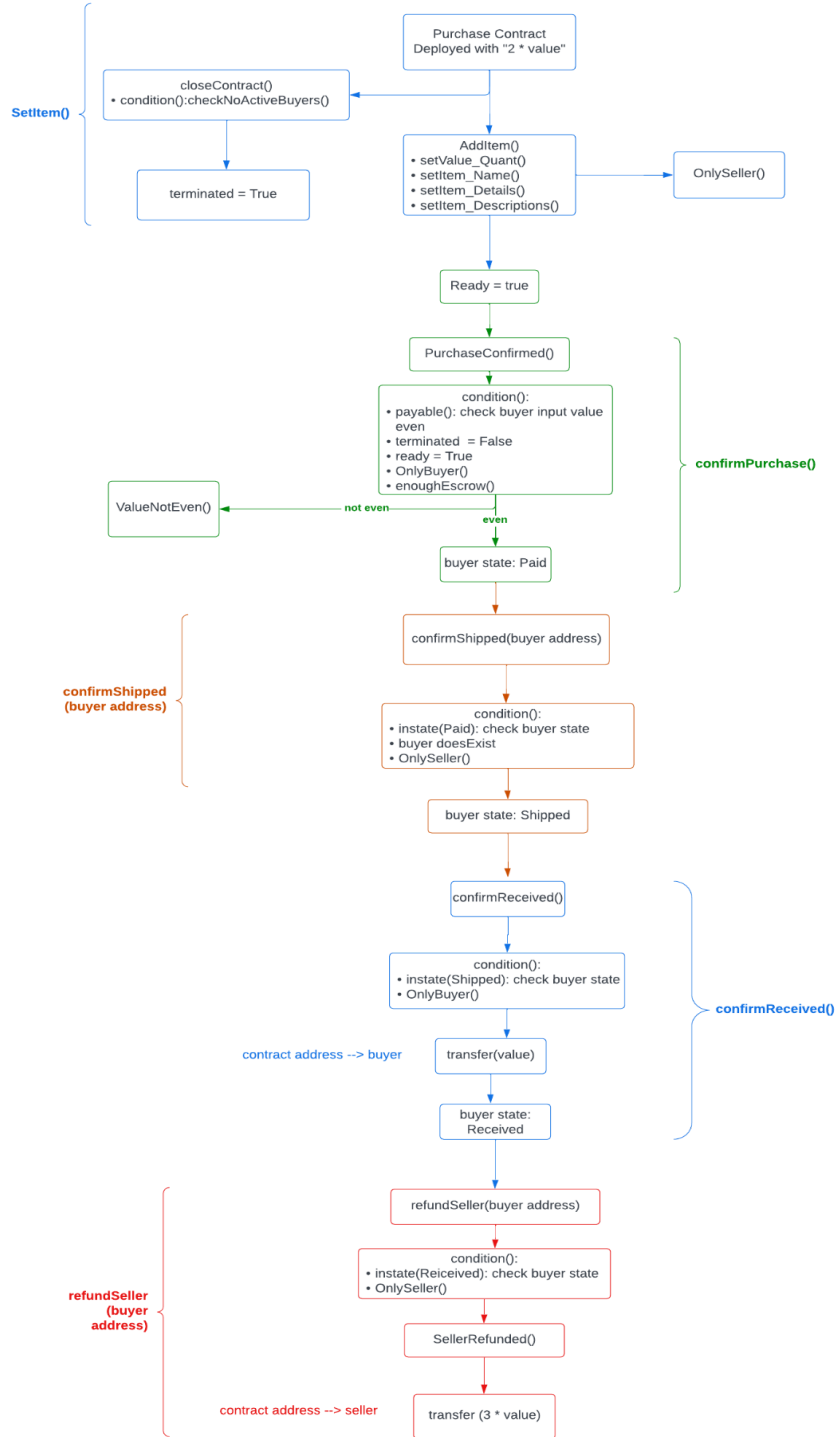 Purchase Contract
Deployed with "2 * value"
closeContract()
• condition():checkNoActiveBuyers()
SetItem()
AddItem()
• setValue_Quant()
• setItem_Name()
• setItem_Details()
• setItem_Descriptions()
OnlySeller()
terminated = True
Ready = true
PurchaseConfirmed()
condition():
• payable(): check buyer input value
even
• terminated  = False
• ready = True
• OnlyBuyer()
• enoughEscrow()
confirmPurchase()
ValueNotEven()
not even
even
buyer state: Paid
confirmShipped(buyer address)
confirmShipped
(buyer address)
condition():
• instate(Paid): check buyer state
• buyer doesExist
• OnlySeller()
buyer state: Shipped
confirmReceived()
condition():
• instate(Shipped): check buyer state
• OnlyBuyer()
confirmReceived()
contract address --> buyer
transfer(value)
buyer state:
Received
refundSeller(buyer address)
condition():
• instate(Reiceived): check buyer state
• OnlySeller()
refundSeller
(buyer
address)
SellerRefunded()
contract address --> seller
transfer (3 * value)